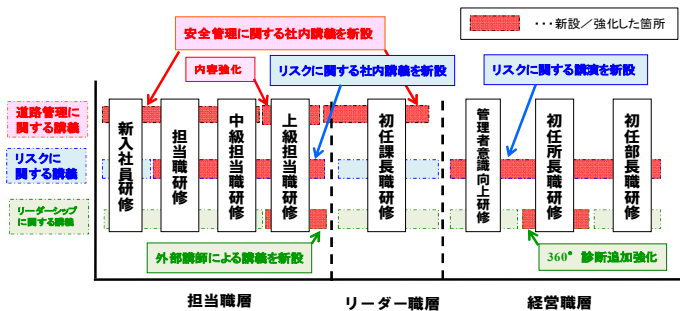 安全管理に関する社内講義を新設
･･･新設／強化した箇所
内容強化
リスクに関する社内講義を新設
リスクに関する講演を新設
道路管理に
関する講義
リスクに
関する講義
リーダーシップ
に関する講義
新入社員研修
担当職研修
中級担当職研修
上級担当職研修
初任課長職研修
管理者意識向上研修
初任所長職研修
初任部長職研修
外部講師による講義を新設
360°診断追加強化
担当職層
リーダー職層
経営職層